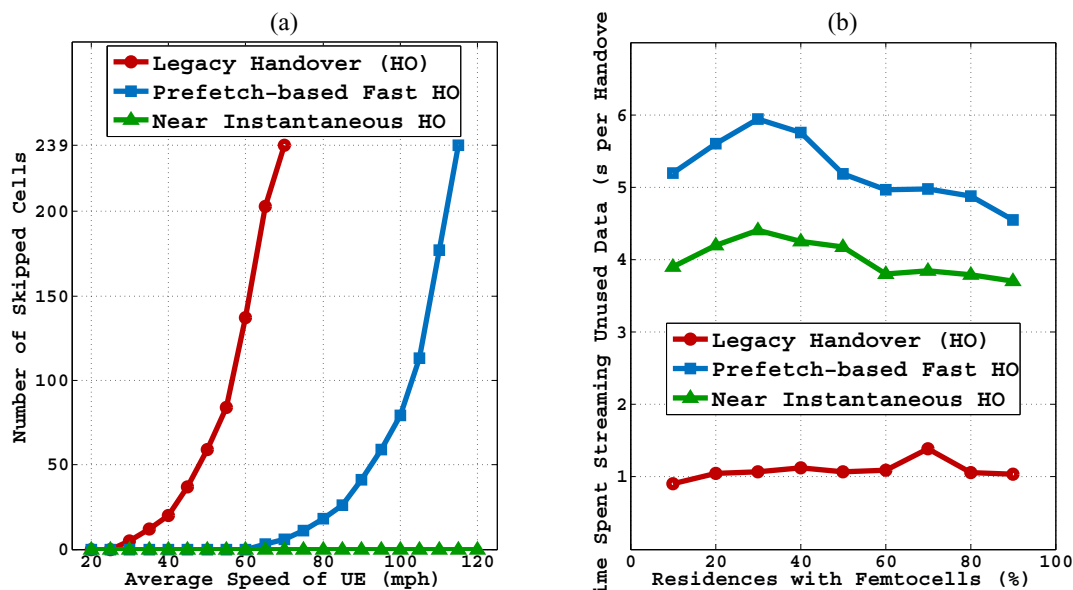 (a)
Legacy Handover (HO)
Prefetch-based Fast HO
Near Instantaneous HO
239
200
150
100
50
0
20 40 60 80 100 120
Number of Skipped Cells
Average Speed of UE (mph)
(b)
6
5
4
3
2
1
Legacy Handover (HO)
Prefetch-based Fast HO
Near Instantaneous HO
0 20 40 60 80 100
ime Spent Streaming Unused Data (s per Handove
Residences with Femtocells (%)